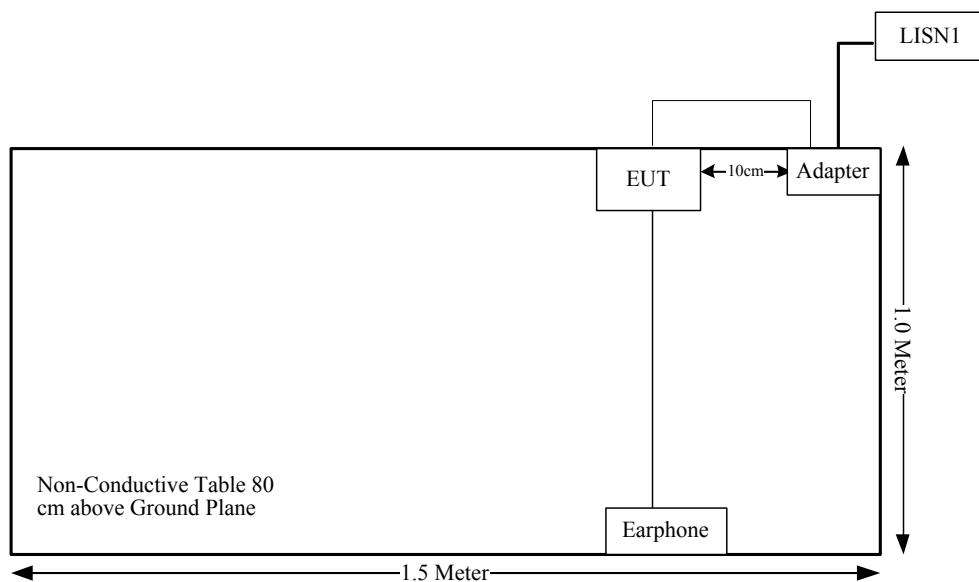 LISN1
EUT
10cm
Adapter
1.0 Meter
Non-Conductive Table 80
cm above Ground Plane
Earphone
1.5 Meter